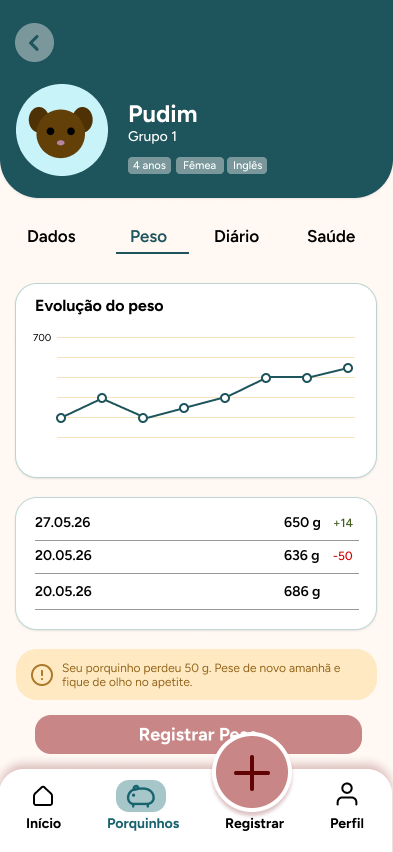 Pudim
Grupo 1
4 anos Fêmea Inglês
Dados Peso Diário Saúde
Evolução do peso
700
27.05.26 650 g +14
20.05.26 636 g -50
20.05.26 686 g
Seu porquinho perdeu 50 g. Pese de novo amanhã e
fique de olho no apetite.
Registrar Peso
Início Porquinhos Registrar Perfil